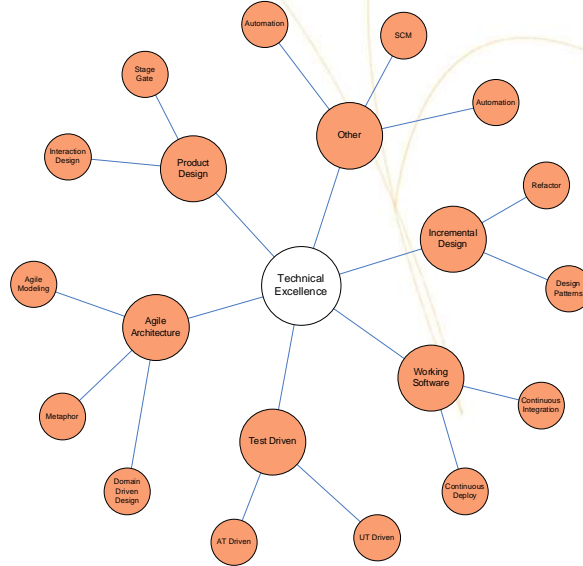 Automation
SCM
Stage
Gate
Automation
Other
Interaction
Design
Product
Design
Refactor
Incremental
Design
Technical
Excellence
Agile
Modeling
Design
Patterns
Agile
Architecture
Working
Software
Metaphor
Continuous
Integration
Test Driven
Domain
Driven
Design
Continuous
Deploy
AT Driven
UT Driven